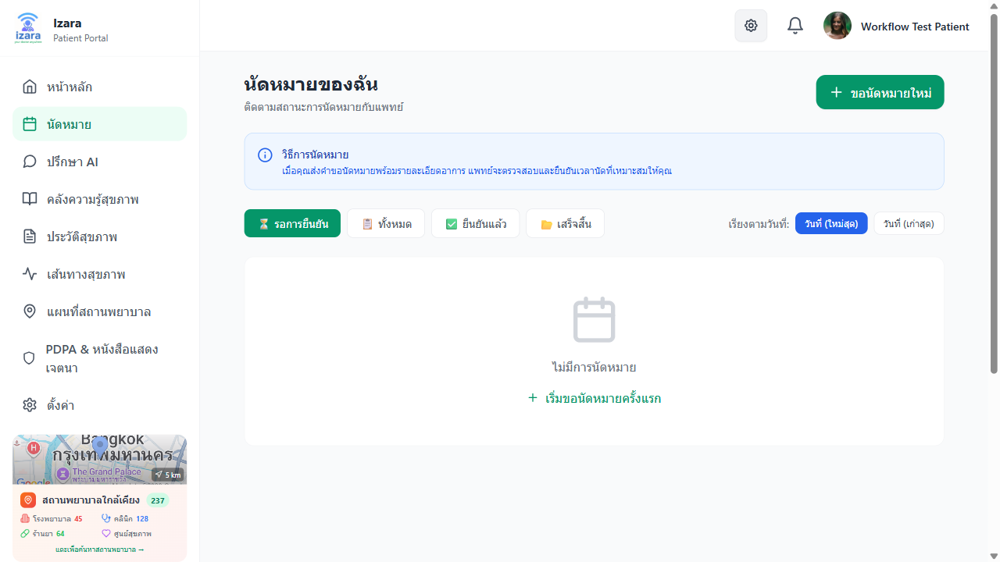 izara
Izara
Patient Portal
Workflow Test Patient
หน้าหลัก
นัดหมาย
ปรึกษา AI
คลังความรู้สุขภาพ
ประวัติสุขภาพ
เส้นทางสุขภาพ
แผนที่สถานพยาบาล
PDPA & หนังสือแสดง
เจตนา
ตั้งค่า
Bangkok
กรุงเทพมหานคร
The Grand Palace
พระบรมมหาราชวัง
Google
5 km
สถานพยาบาลใกล้เคียง 237
โรงพยาบาล 45
คลินิก 128
ร้านยา 64
ศูนย์สุขภาพ
แตะเพื่อค้นหาสถานพยาบาล →
นัดหมายของฉัน
ติดตามสถานะการนัดหมายกับแพทย์
ขอนัดหมายใหม่
วิธีการนัดหมาย
เมื่อคุณส่งคำขอนัดหมายพร้อมรายละเอียดอาการ แพทย์จะตรวจสอบและยืนยันเวลานัดที่เหมาะสมให้คุณ
รอการยืนยัน
ทั้งหมด
ยืนยันแล้ว
เสร็จสิ้น
เรียงตามวันที่:
วันที่ (ใหม่สุด)
วันที่ (เก่าสุด)
ไม่มีการนัดหมาย
เริ่มขอนัดหมายครั้งแรก